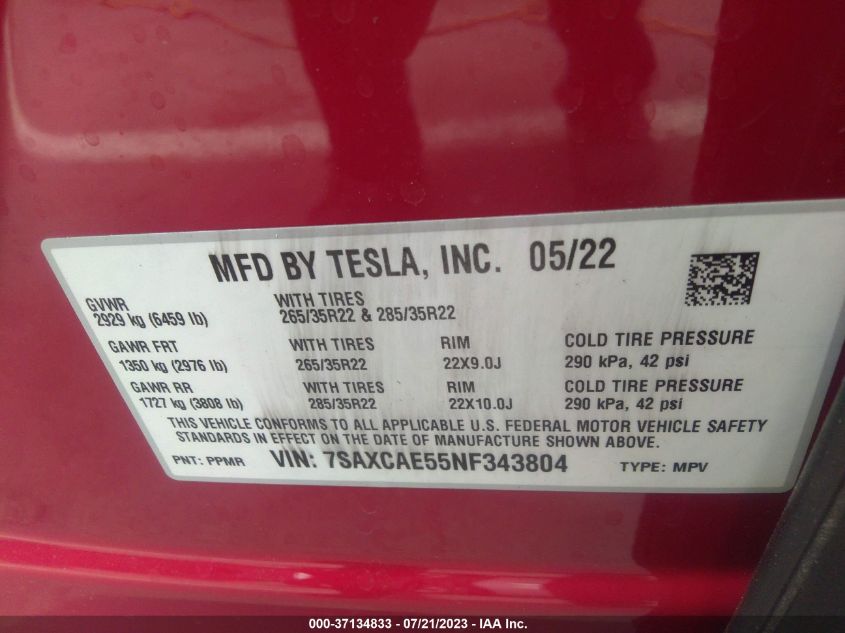 MFD BY TESLA, INC. 05/22
GVWR
2929 kg (6459 lb)
WITH TIRES
265/35R22 & 285/35R22
GAWR FRT
1350 kg (2976 lb)
WITH TIRES
265/35R22
RIM
22X9.0J
COLD TIRE PRESSURE
290 kPa, 42 psi
GAWR RR
1727 kg (3808 lb)
WITH TIRES
285/35R22
RIM
22X10.0J
COLD TIRE PRESSURE
290 kPa, 42 psi
THIS VEHICLE CONFORMS TO ALL APPLICABLE U.S. FEDERAL MOTOR VEHICLE SAFETY
STANDARDS IN EFFECT ON THE DATE OF MANUFACTURE SHOWN ABOVE.
PNT: PPMR VIN: 7SAXCAE55NF343804 TYPE: MPV
000-37134833 - 07/21/2023 - IAA Inc.